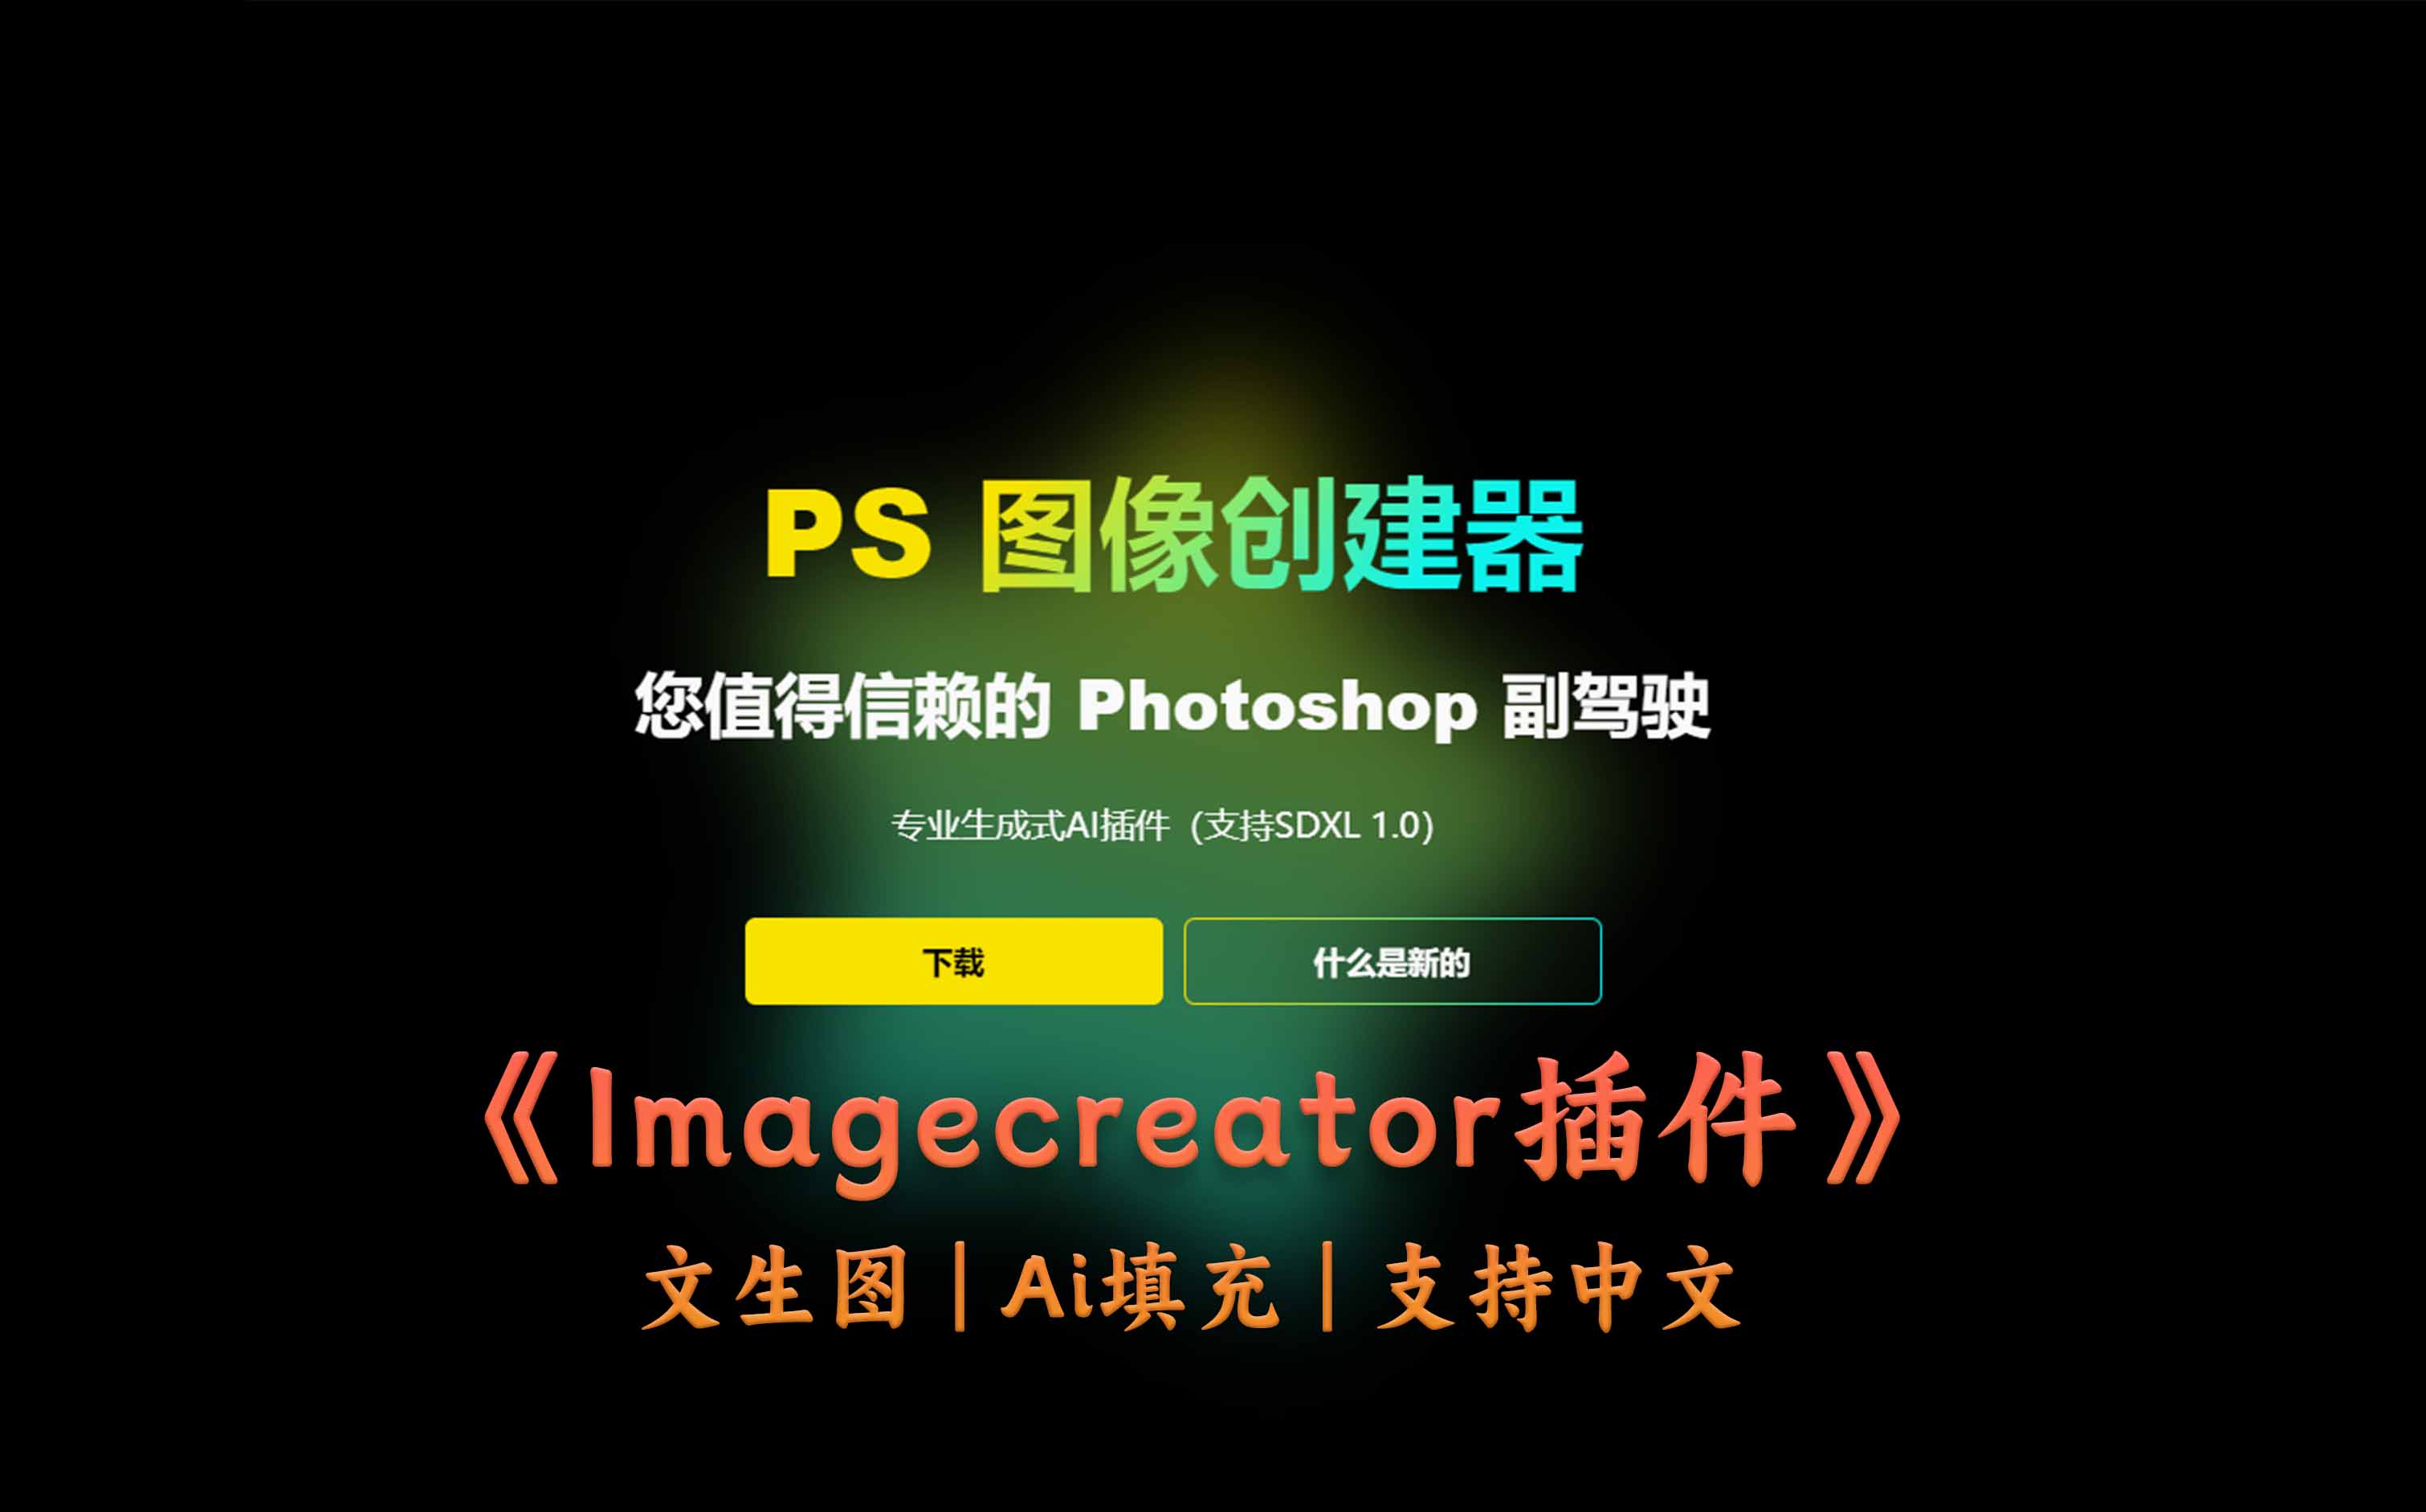 PS 图像创建器
您值得信赖的 Photoshop 副驾驶
专业生成式AI插件（支持SDXL 1.0）
下载
什么是新的
《Imagecreator插件》
文生图|Ai填充|支持中文